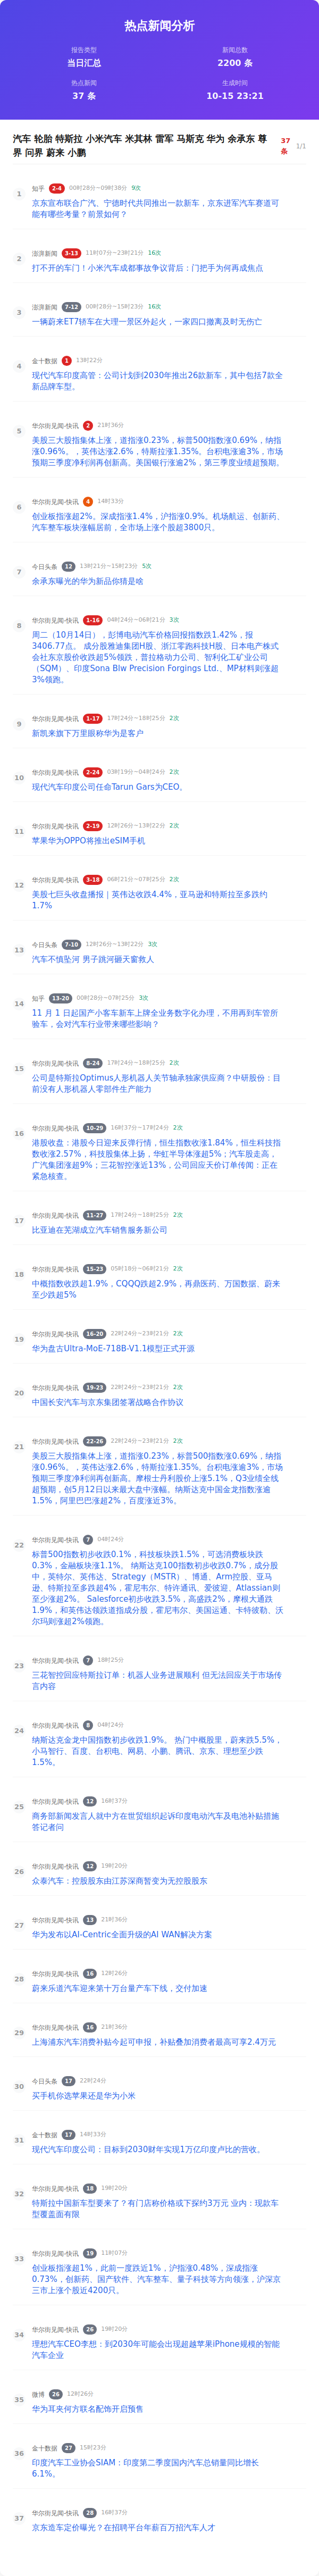 热点新闻分析
报告类型
当日汇总
新闻总数
2200 条
热点新闻
37 条
生成时间
10-15 23:21
汽车 轮胎 特斯拉 小米汽车 米其林 雷军 马斯克 华为 余承东 尊
界 问界 蔚来 小鹏
37
条
1/1
1
知乎 2-4 00时28分~09时38分 9次
京东宣布联合广汽、宁德时代共同推出一款新车，京东进军汽车赛道可
能有哪些考量？前景如何？
2
澎湃新闻 3-13 11时07分~23时21分 16次
打不开的车门！小米汽车成都事故争议背后：门把手为何再成焦点
3
澎湃新闻 7-12 00时28分~15时23分 16次
一辆蔚来ET7轿车在大理一景区外起火，一家四口撤离及时无伤亡
4
金十数据 1 13时22分
现代汽车印度高管：公司计划到2030年推出26款新车，其中包括7款全
新品牌车型。
5
华尔街见闻-快讯 2 21时36分
美股三大股指集体上涨，道指涨0.23%，标普500指数涨0.69%，纳指
涨0.96%。，英伟达涨2.6%，特斯拉涨1.35%。台积电涨逾3%，市场
预期三季度净利润再创新高。美国银行涨逾2%，第三季度业绩超预期。
6
华尔街见闻-快讯 4 14时33分
创业板指涨超2%。深成指涨1.4%，沪指涨0.9%。机场航运、创新药、
汽车整车板块涨幅居前，全市场上涨个股超3800只。
7
今日头条 12 13时21分~15时23分 5次
余承东曝光的华为新品你猜是啥
8
华尔街见闻-快讯 1-16 04时24分~06时21分 3次
周二（10月14日），彭博电动汽车价格回报指数跌1.42%，报
3406.77点。 成分股雅迪集团H股、浙江零跑科技H股、日本电产株式
会社东京股价收跌超5%领跌，普拉格动力公司、智利化工矿业公司
（SQM）、印度Sona Blw Precision Forgings Ltd.、MP材料则涨超
3%领跑。
9
华尔街见闻-快讯 1-17 17时24分~18时25分 2次
新凯来旗下万里眼称华为是客户
10
华尔街见闻-快讯 2-24 03时19分~04时24分 2次
现代汽车印度公司任命Tarun Gars为CEO。
11
华尔街见闻-快讯 2-19 12时26分~13时22分 2次
苹果华为OPPO将推出eSIM手机
12
华尔街见闻-快讯 3-18 06时21分~07时25分 2次
美股七巨头收盘播报｜英伟达收跌4.4%，亚马逊和特斯拉至多跌约
1.7%
13
今日头条 7-10 12时26分~13时22分 3次
汽车不慎坠河 男子跳河砸天窗救人
14
知乎 13-20 00时28分~07时25分 3次
11 月 1 日起国产小客车新车上牌全业务数字化办理，不用再到车管所
验车，会对汽车行业带来哪些影响？
15
华尔街见闻-快讯 8-24 17时24分~18时25分 2次
公司是特斯拉Optimus人形机器人关节轴承独家供应商？中研股份：目
前没有人形机器人零部件生产能力
16
华尔街见闻-快讯 10-29 16时37分~17时24分 2次
港股收盘：港股今日迎来反弹行情，恒生指数收涨1.84%，恒生科技指
数收涨2.57%，科技股集体上扬，华虹半导体涨超5%；汽车股走高，
广汽集团涨超9%；三花智控涨近13%，公司回应天价订单传闻：正在
紧急核查。
17
华尔街见闻-快讯 11-27 17时24分~18时25分 2次
比亚迪在芜湖成立汽车销售服务新公司
18
华尔街见闻-快讯 15-23 05时18分~06时21分 2次
中概指数收跌超1.9%，CQQQ跌超2.9%，再鼎医药、万国数据、蔚来
至少跌超5%
19
华尔街见闻-快讯 16-20 22时24分~23时21分 2次
华为盘古Ultra-MoE-718B-V1.1模型正式开源
20
华尔街见闻-快讯 19-23 22时24分~23时21分 2次
中国长安汽车与京东集团签署战略合作协议
21
华尔街见闻-快讯 22-26 22时24分~23时21分 2次
美股三大股指集体上涨，道指涨0.23%，标普500指数涨0.69%，纳指
涨0.96%。，英伟达涨2.6%，特斯拉涨1.35%。台积电涨逾3%，市场
预期三季度净利润再创新高。摩根士丹利股价上涨5.1%，Q3业绩全线
超预期，创5月12日以来最大盘中涨幅。纳斯达克中国金龙指数涨逾
1.5%，阿里巴巴涨超2%，百度涨近3%。
22
华尔街见闻-快讯 7 04时24分
标普500指数初步收跌0.1%，科技板块跌1.5%，可选消费板块跌
0.3%，金融板块涨1.1%。 纳斯达克100指数初步收跌0.7%，成分股
中，英特尔、英伟达、Strategy（MSTR）、博通、Arm控股、亚马
逊、特斯拉至多跌超4%，霍尼韦尔、特许通讯、爱彼迎、Atlassian则
至少涨超2%。 Salesforce初步收跌3.5%，高盛跌2%，摩根大通跌
1.9%，和英伟达领跌道指成分股，霍尼韦尔、美国运通、卡特彼勒、沃
尔玛则涨超2%领跑。
23
华尔街见闻-快讯 7 18时25分
三花智控回应特斯拉订单：机器人业务进展顺利 但无法回应关于市场传
言内容
24
华尔街见闻-快讯 8 04时24分
纳斯达克金龙中国指数初步收跌1.9%。 热门中概股里，蔚来跌5.5%，
小马智行、百度、台积电、网易、小鹏、腾讯、京东、理想至少跌
1.5%。
25
华尔街见闻-快讯 12 16时37分
商务部新闻发言人就中方在世贸组织起诉印度电动汽车及电池补贴措施
答记者问
26
华尔街见闻-快讯 12 19时20分
众泰汽车：控股股东由江苏深商暂变为无控股股东
27
华尔街见闻-快讯 13 21时36分
华为发布以AI-Centric全面升级的AI WAN解决方案
28
华尔街见闻-快讯 16 12时26分
蔚来乐道汽车迎来第十万台量产车下线，交付加速
29
华尔街见闻-快讯 16 21时36分
上海浦东汽车消费补贴今起可申报，补贴叠加消费者最高可享2.4万元
30
今日头条 17 22时24分
买手机你选苹果还是华为小米
31
金十数据 17 14时33分
现代汽车印度公司：目标到2030财年实现1万亿印度卢比的营收。
32
华尔街见闻-快讯 18 19时20分
特斯拉中国新车型要来了？有门店称价格或下探约3万元 业内：现款车
型覆盖面有限
33
华尔街见闻-快讯 19 11时07分
创业板指涨超1%，此前一度跌近1%，沪指涨0.48%，深成指涨
0.73%，创新药、国产软件、汽车整车、量子科技等方向领涨，沪深京
三市上涨个股近4200只。
34
华尔街见闻-快讯 26 19时20分
理想汽车CEO李想：到2030年可能会出现超越苹果iPhone规模的智能
汽车企业
35
微博 26 12时26分
华为耳夹何方联名配饰开启预售
36
金十数据 27 15时23分
印度汽车工业协会SIAM：印度第二季度国内汽车总销量同比增长
6.1%。
37
华尔街见闻-快讯 28 16时37分
京东造车定价曝光？在招聘平台年薪百万招汽车人才